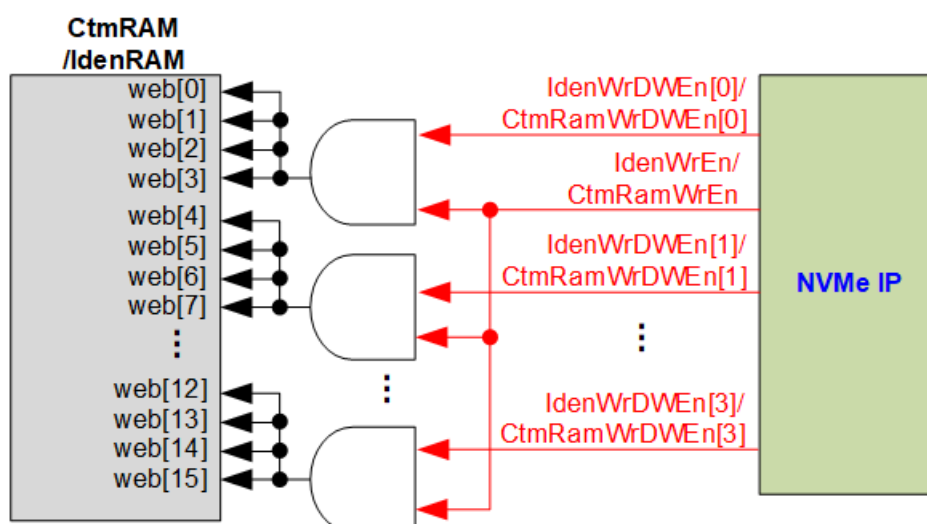 CtmRAM
/IdenRAM
web[0]
web[1]
web[2]
web[3]
web[4]
web[5]
web[6]
web[7]
⋮
web[12]
web[13]
web[14]
web[15]
⋮
IdenWrDWEn[0]/
CtmRamWrDWEn[0]
IdenWrEn/
CtmRamWrEn
IdenWrDWEn[1]/
CtmRamWrDWEn[1]
⋮
IdenWrDWEn[3]/
CtmRamWrDWEn[3]
NVMe IP